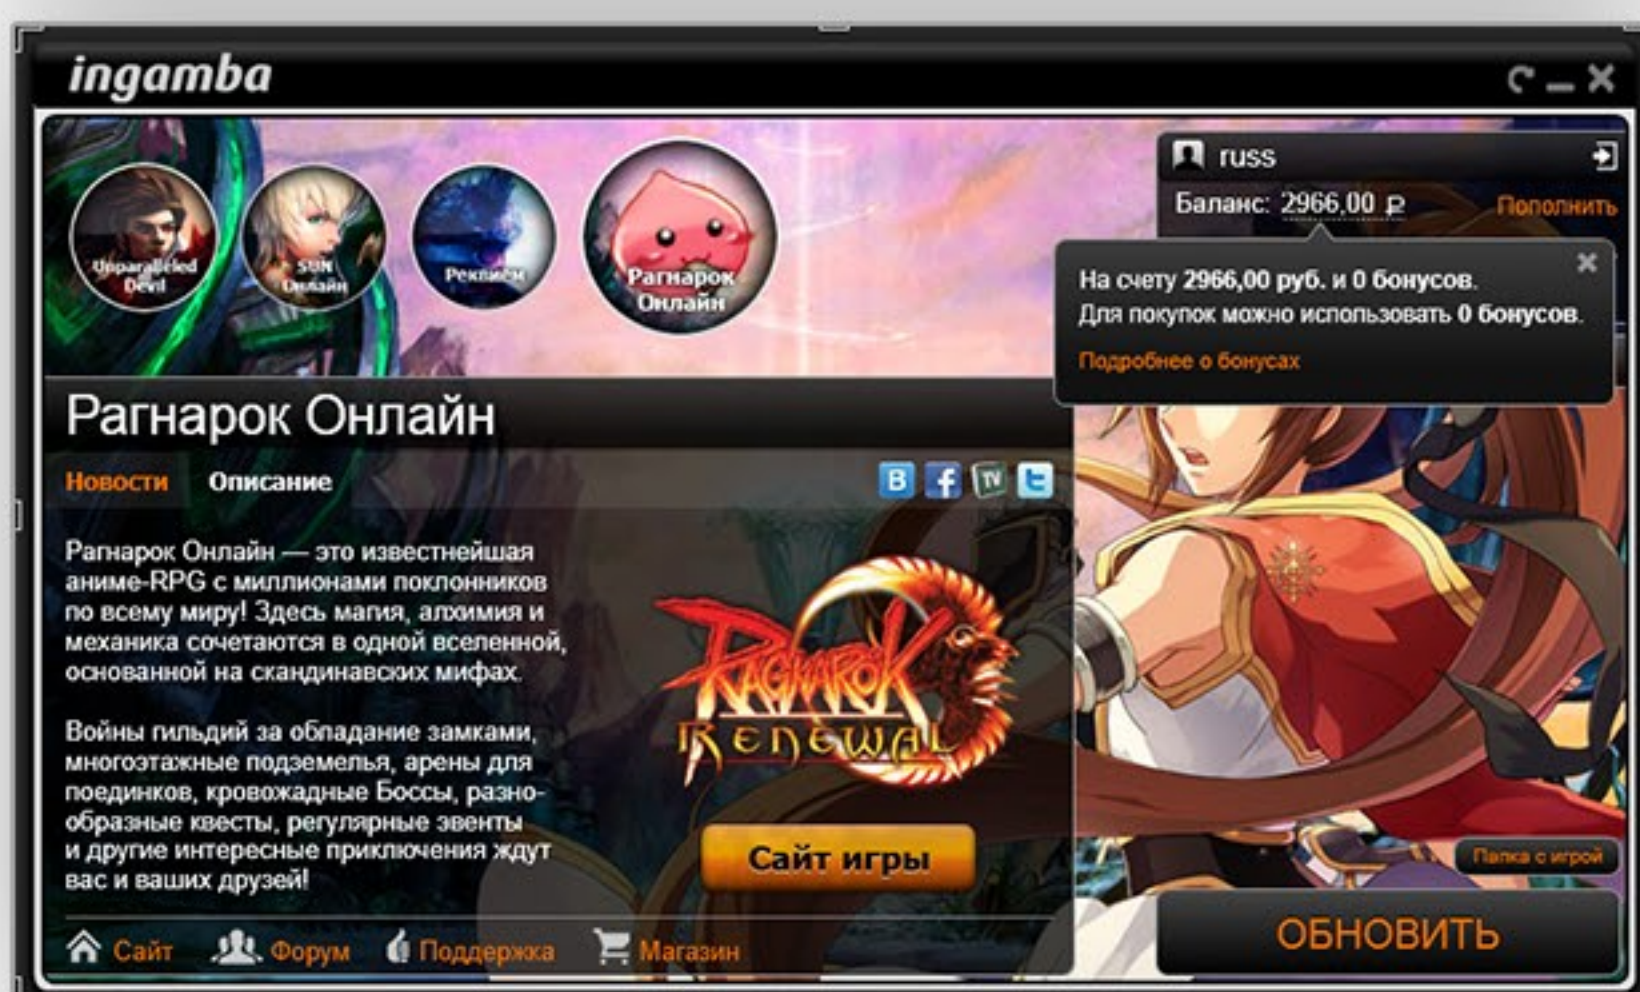 ingamba
Unparalleled
Devil
SUN
Онлайн
Реквием
Рагнарок
Онлайн
russ
Баланс: 2966,00 ₽
Пополнить
На счету 2966,00 руб. и 0 бонусов.
Для покупок можно использовать 0 бонусов.
Подробнее о бонусах
Рагнарок Онлайн
Новости Описание
B f TV t
Рагнарок Онлайн — это известнейшая
аниме-RPG с миллионами поклонников
по всему миру! Здесь магия, алхимия и
механика сочетаются в одной вселенной,
основанной на скандинавских мифах.
Войны гильдий за обладание замками,
многоэтажные подземелья, арены для
поединков, кровожадные Боссы, разно-
образные квесты, регулярные эвенты
и другие интересные приключения ждут
вас и ваших друзей!
RAGNAROK
RENEWAL
Сайт игры
Папка с игрой
Сайт Форум Поддержка Магазин
ОБНОВИТЬ